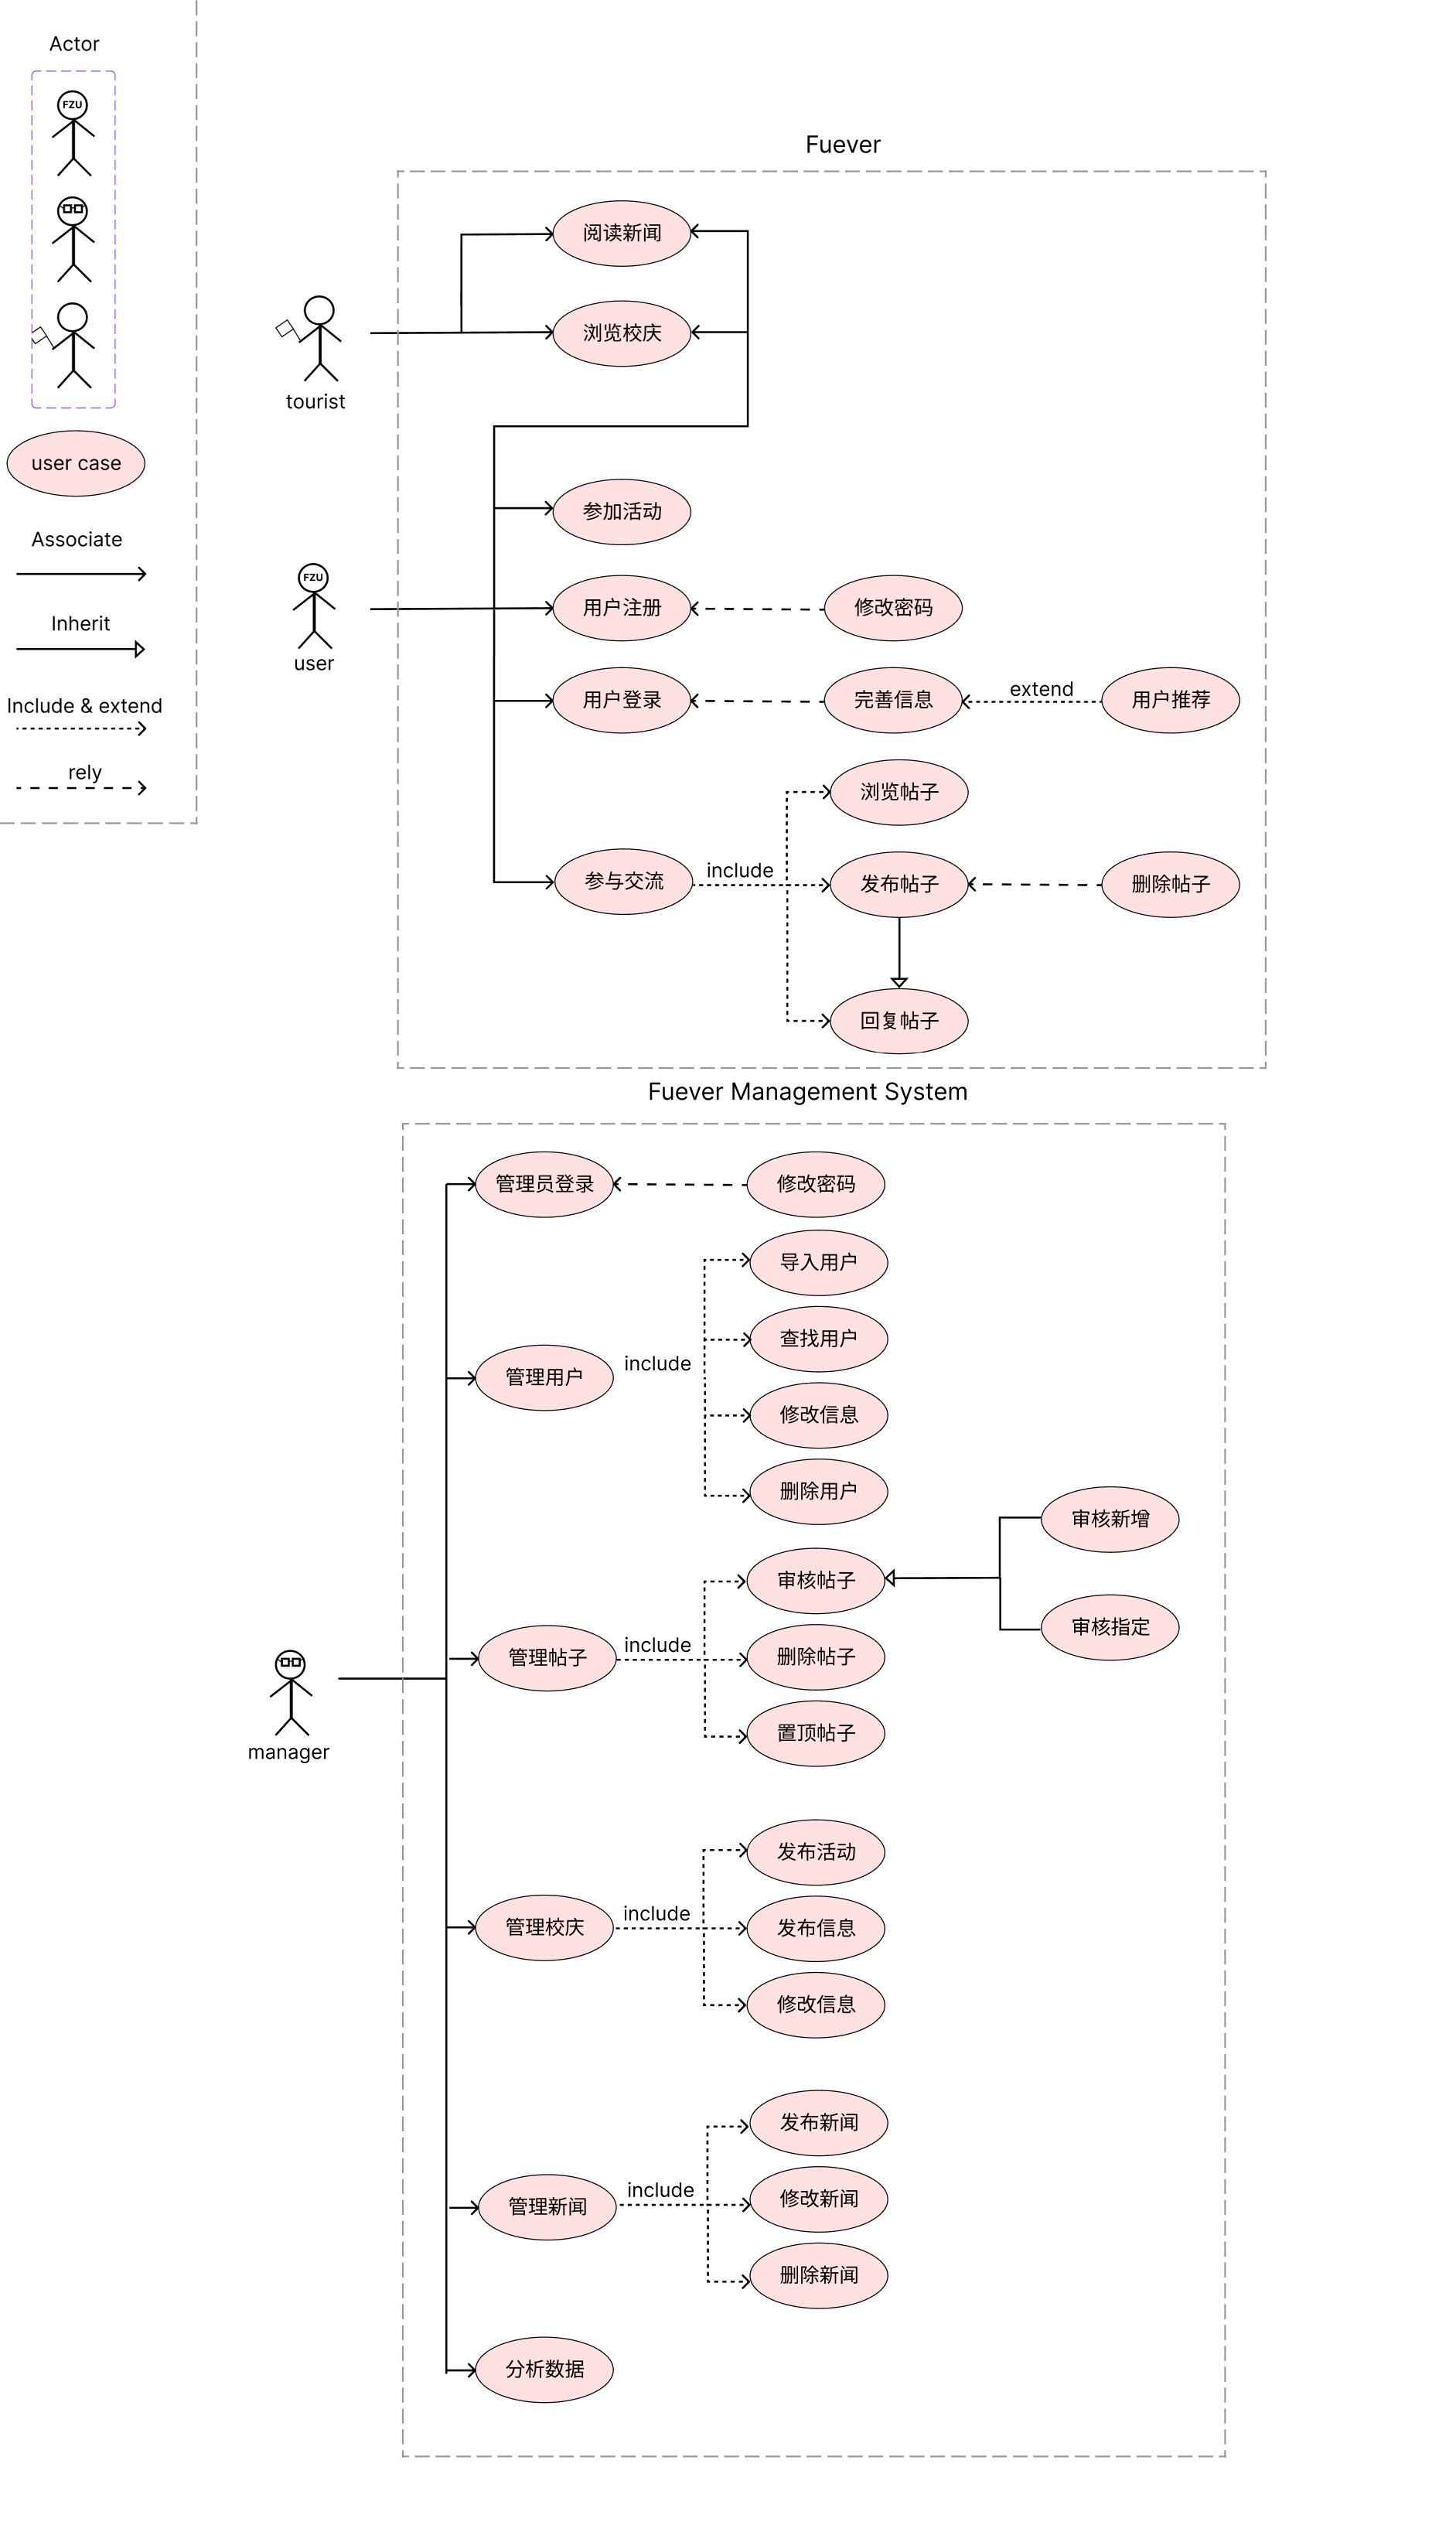 Actor
FZU
user case
Associate
Inherit
Include & extend
rely
Fuever
阅读新闻
浏览校庆
tourist
参加活动
FZU
user
用户注册
修改密码
用户登录
完善信息
extend
用户推荐
浏览帖子
参与交流
include
发布帖子
删除帖子
回复帖子
Fuever Management System
管理员登录
修改密码
导入用户
查找用户
管理用户
include
修改信息
删除用户
审核新增
审核帖子
审核指定
管理帖子
include
删除帖子
置顶帖子
manager
发布活动
管理校庆
include
发布信息
修改信息
发布新闻
管理新闻
include
修改新闻
删除新闻
分析数据